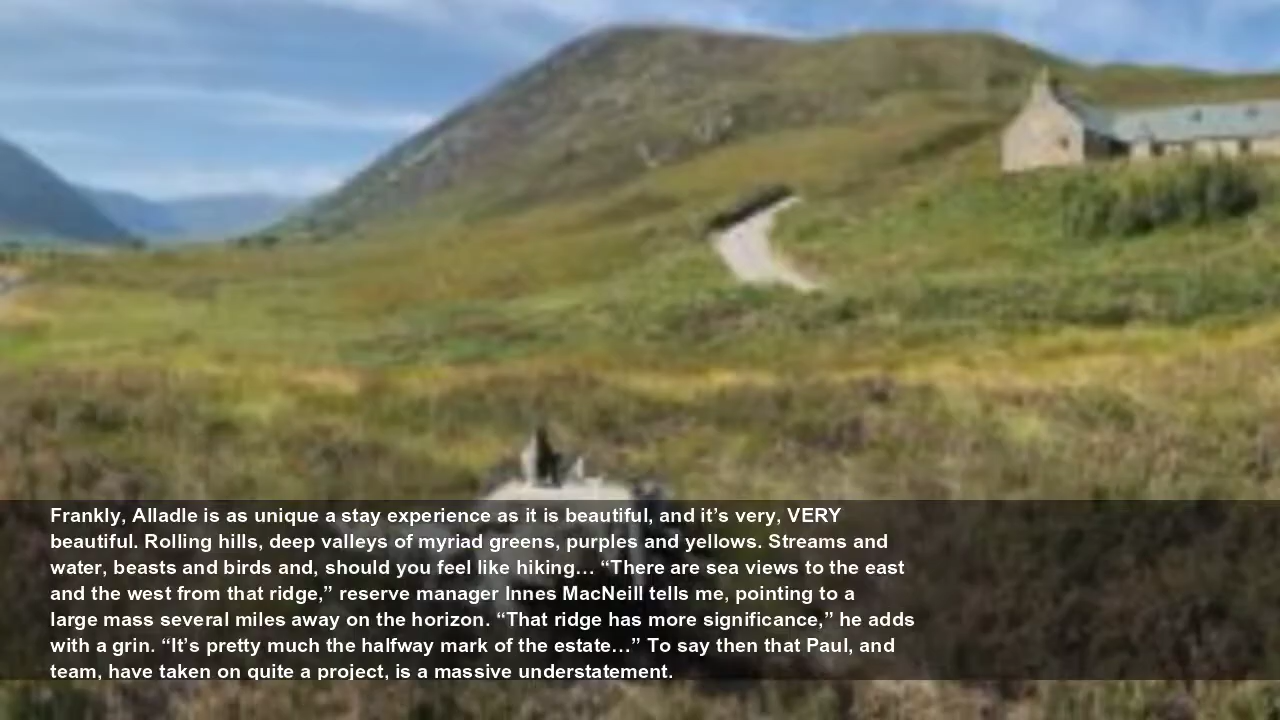 Frankly, Alladle is as unique a stay experience as it is beautiful, and it’s very, VERY
beautiful. Rolling hills, deep valleys of myriad greens, purples and yellows. Streams and
water, beasts and birds and, should you feel like hiking… “There are sea views to the east
and the west from that ridge,” reserve manager Innes MacNeill tells me, pointing to a
large mass several miles away on the horizon. “That ridge has more significance,” he adds
with a grin. “It’s pretty much the halfway mark of the estate…” To say then that Paul, and
team, have taken on quite a project, is a massive understatement.